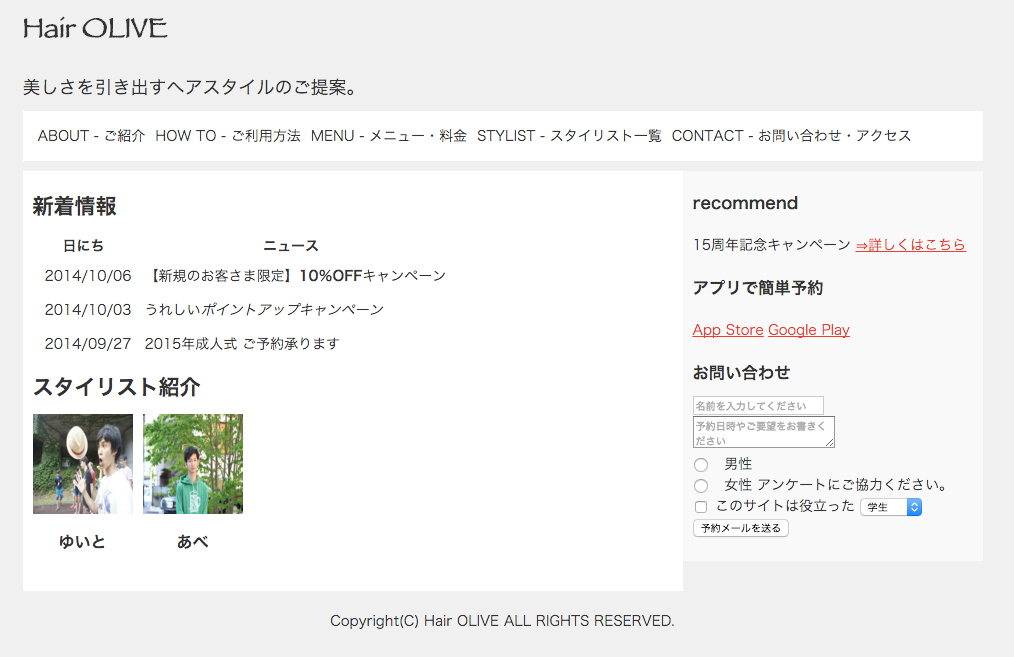 Hair OLIVE
美しさを引き出すヘアスタイルのご提案。
ABOUT - ご紹介 HOW TO - ご利用方法 MENU - メニュー・料金 STYLIST - スタイリスト一覧 CONTACT - お問い合わせ・アクセス
新着情報
日にち ニュース
2014/10/06 【新規のお客さま限定】10%OFFキャンペーン
2014/10/03 うれしいポイントアップキャンペーン
2014/09/27 2015年成人式 ご予約承ります
スタイリスト紹介
ゆいと あべ
recommend
15周年記念キャンペーン ⇒詳しくはこちら
アプリで簡単予約
App Store Google Play
お問い合わせ
名前を入力してください
予約日時やご要望をお書きく
ださい
男性
女性 アンケートにご協力ください。
このサイトは役立った 学生
予約メールを送る
Copyright(C) Hair OLIVE ALL RIGHTS RESERVED.